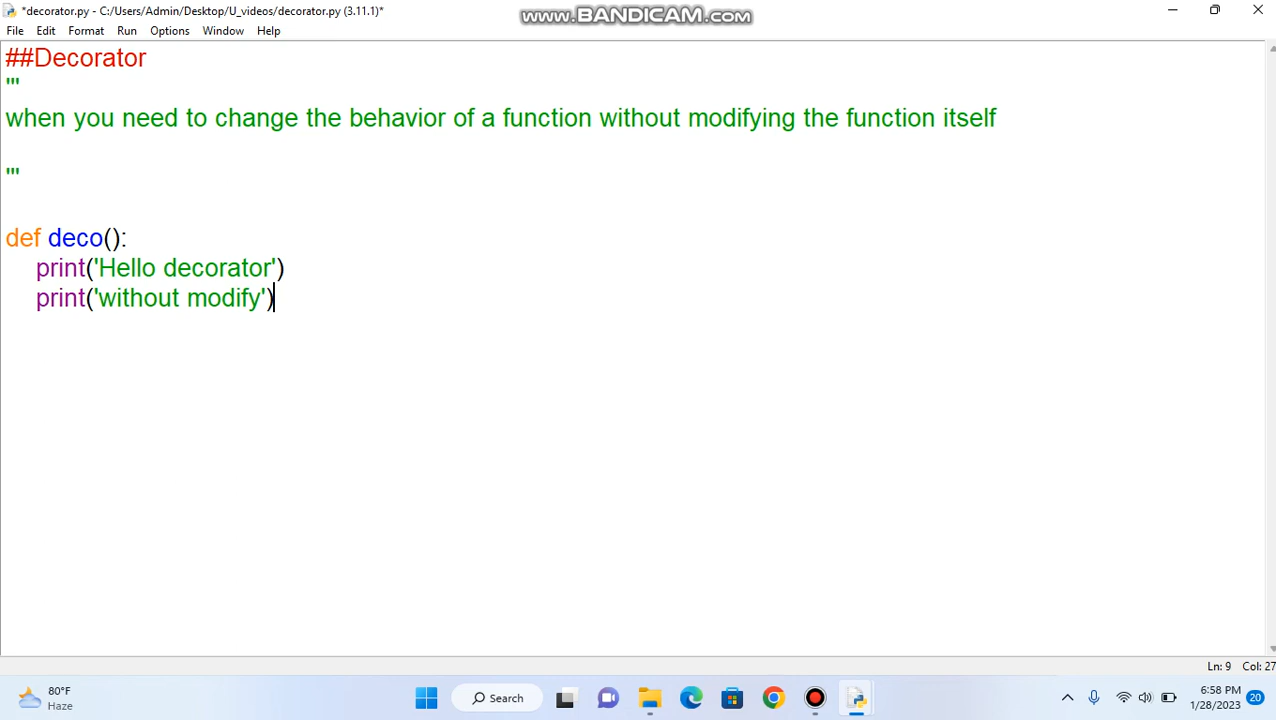 *decorator.py - C:/Users/Admin/Desktop/U_videos/decorator.py (3.11.1)*
www.BANDICAM.com
File Edit Format Run Options Window Help
##Decorator
'''
when you need to change the behavior of a function without modifying the function itself
'''
def deco():
print('Hello decorator')
print('without modify')
Ln: 9 Col: 27
80°F
Haze
Search
6:58 PM
1/28/2023
20